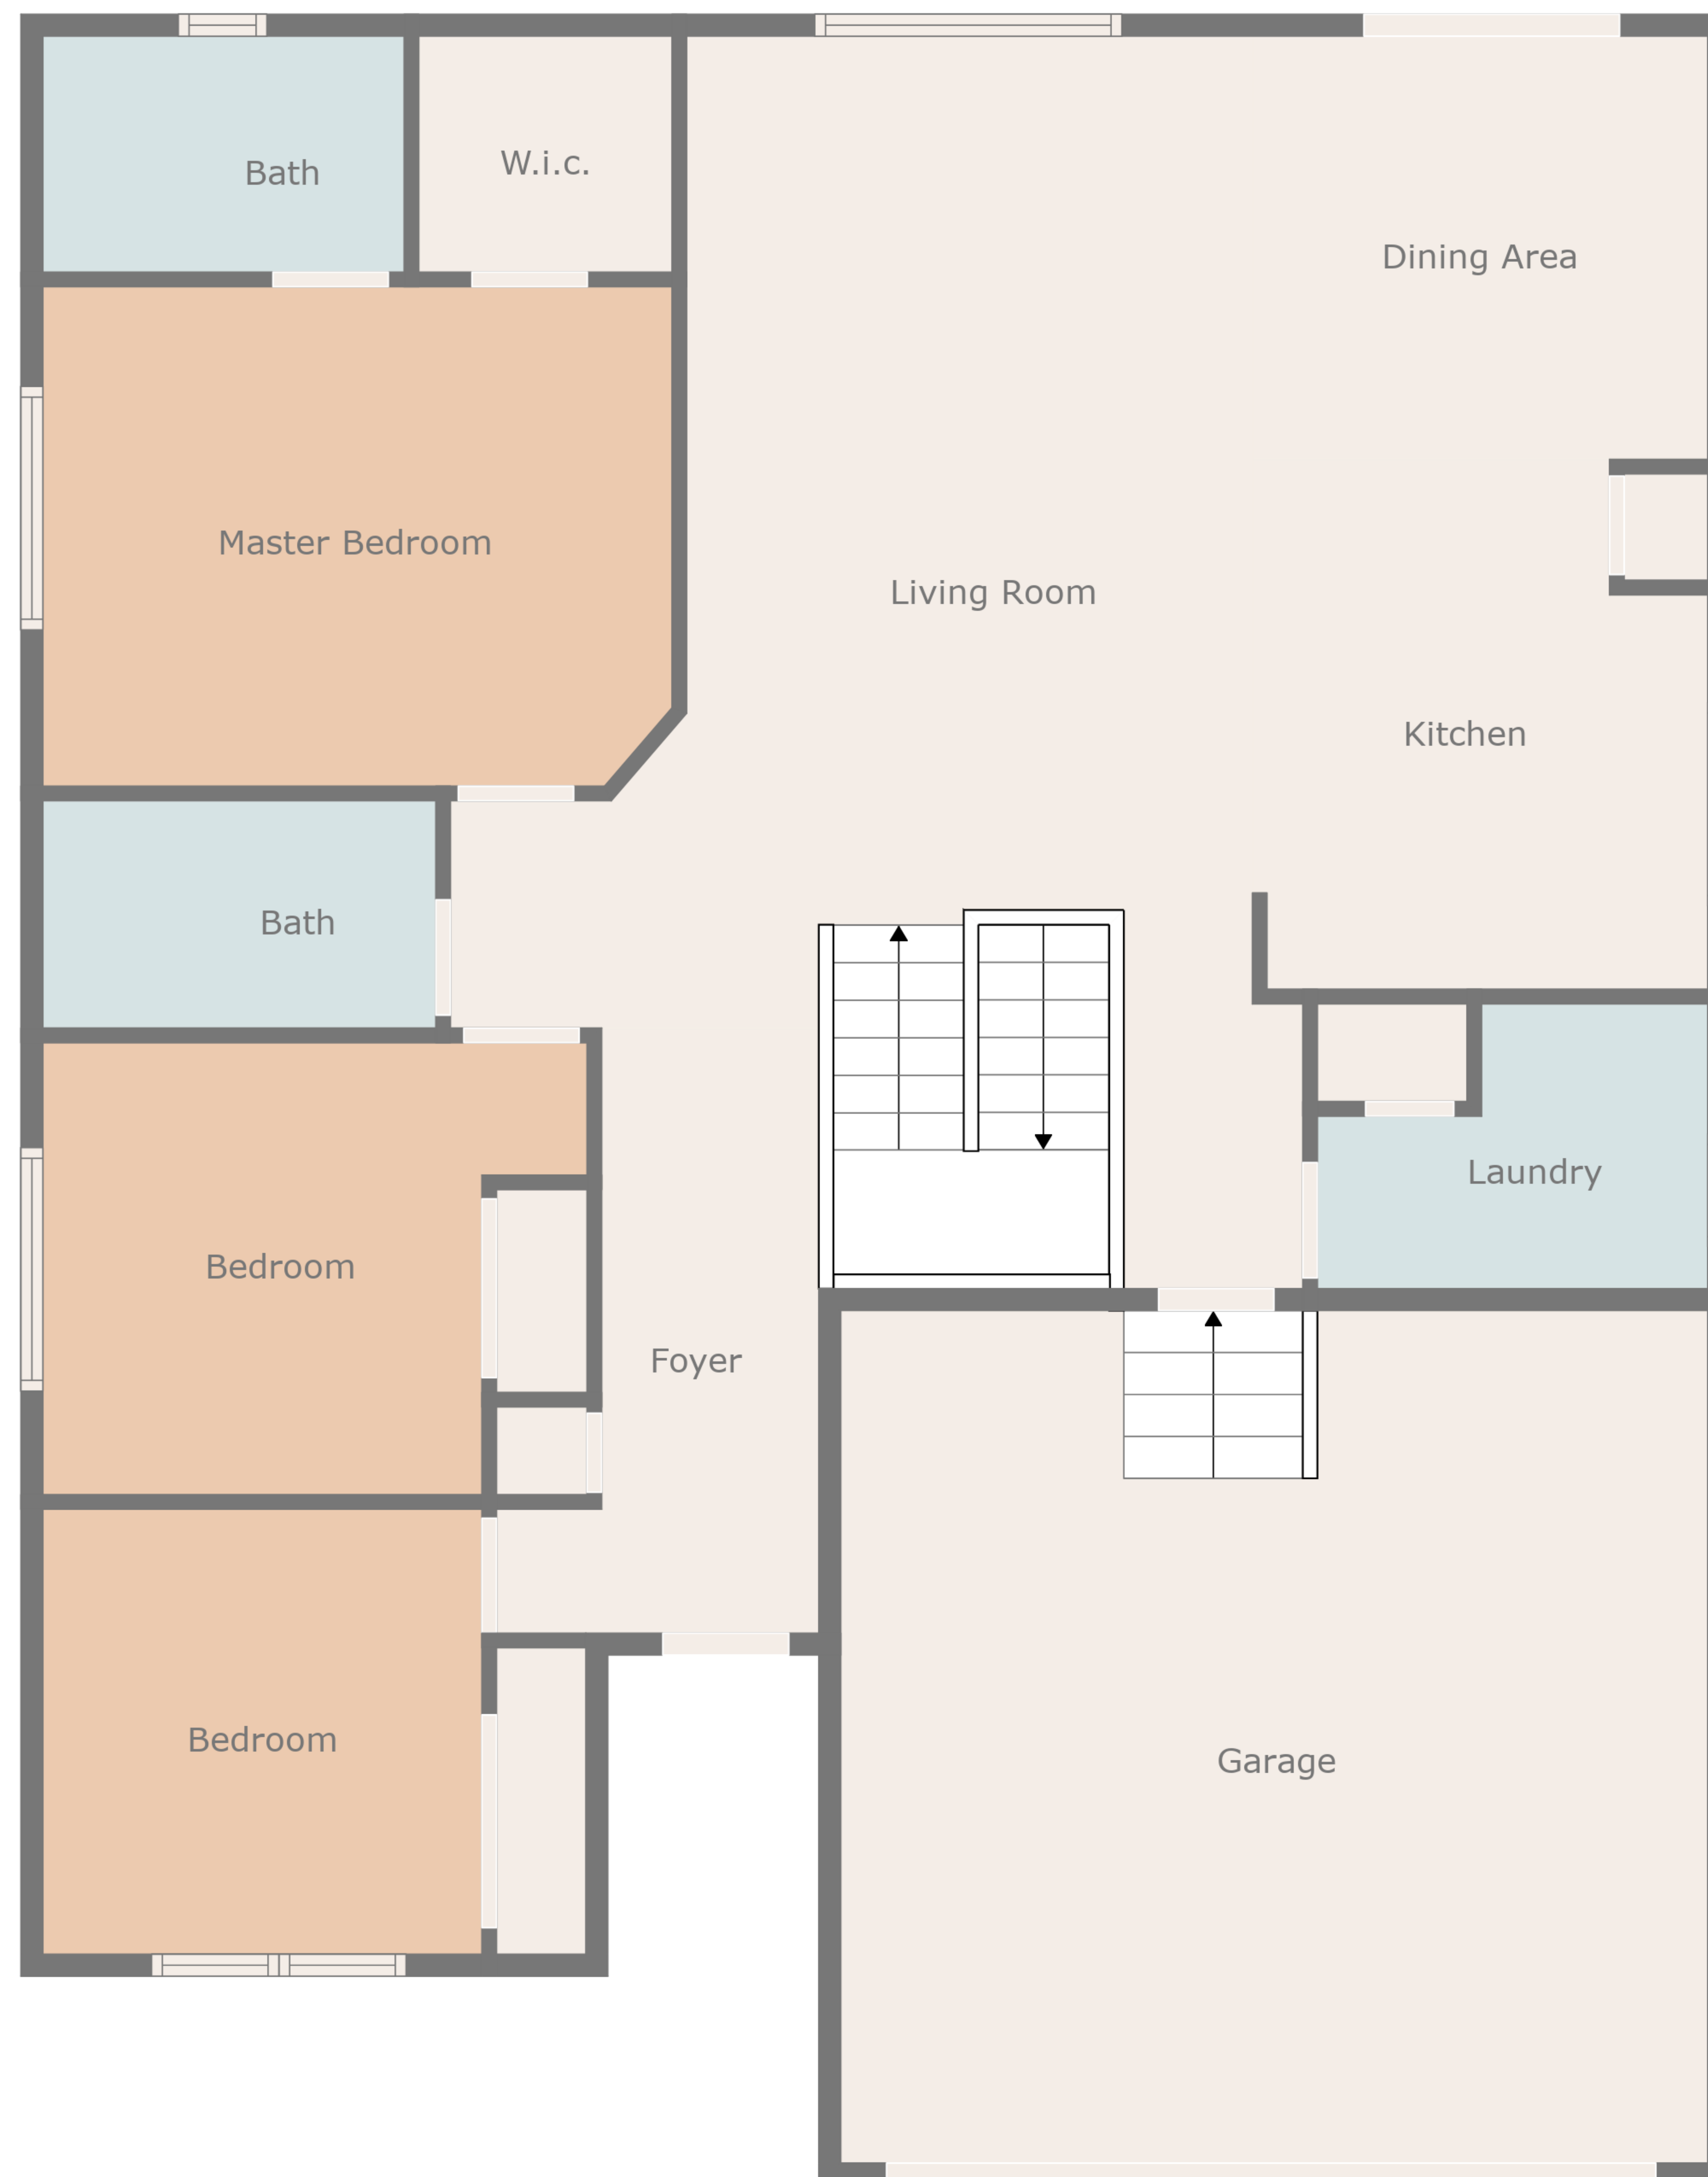 Bath
W.i.c.
Dining Area
Master Bedroom
Living Room
Kitchen
Bath
Laundry
Bedroom
Foyer
Bedroom
Garage